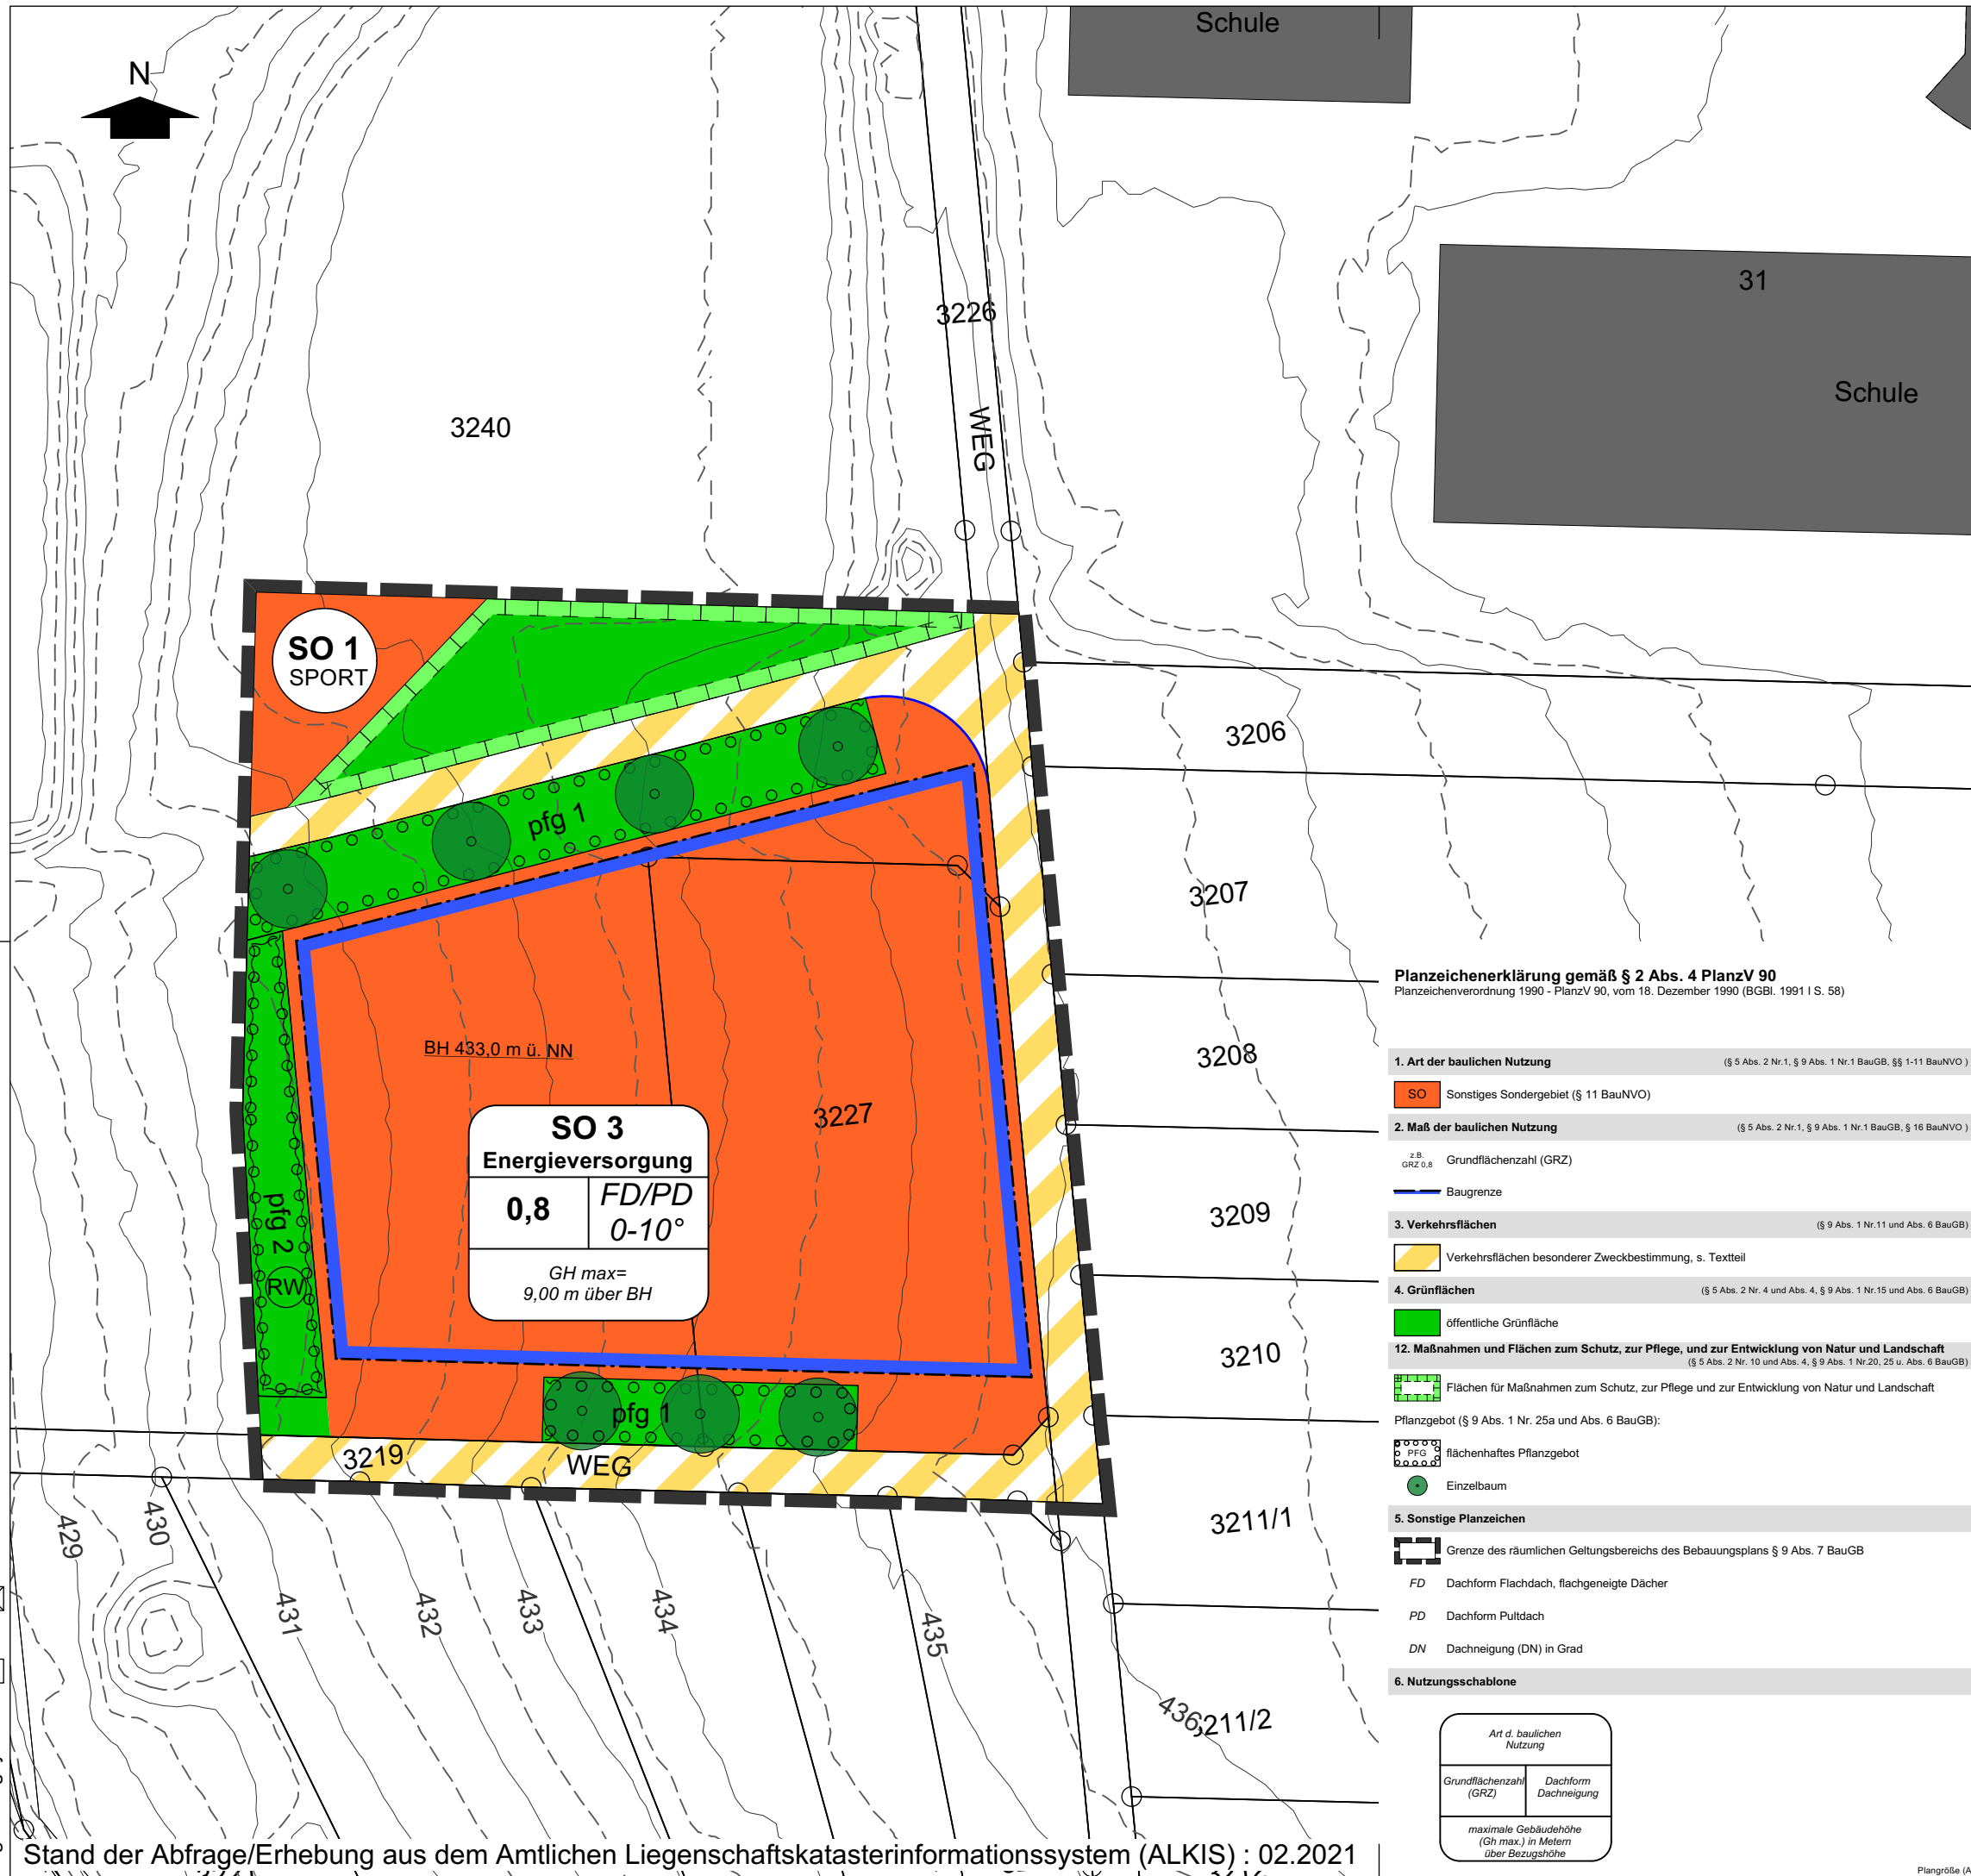 Schule
N
31
3226
Schule
WEG
3240
SO 1
SPORT
3206
pfg 1
3207
BH 433,0 m ü. NN
3208
3227
SO 3
Energieversorgung
0,8
FD/PD
0-10°
GH max=
9,00 m über BH
pfg 2
RW
3209
3210
pfg 1
3219
WEG
3211/1
429
430
431
432
433
434
435
436
3211/2
Planzeichenerklärung gemäß § 2 Abs. 4 PlanzV 90
Planzeichenverordnung 1990 - PlanzV 90, vom 18. Dezember 1990 (BGBl. 1991 I S. 58)
1. Art der baulichen Nutzung (§ 5 Abs. 2 Nr.1, § 9 Abs. 1 Nr.1 BauGB, §§ 1-11 BauNVO )
SO Sonstiges Sondergebiet (§ 11 BauNVO)
2. Maß der baulichen Nutzung (§ 5 Abs. 2 Nr.1, § 9 Abs. 1 Nr.1 BauGB, § 16 BauNVO )
z.B.
GRZ 0,8 Grundflächenzahl (GRZ)
Baugrenze
3. Verkehrsflächen (§ 9 Abs. 1 Nr.11 und Abs. 6 BauGB)
Verkehrsflächen besonderer Zweckbestimmung, s. Textteil
4. Grünflächen (§ 5 Abs. 2 Nr. 4 und Abs. 4, § 9 Abs. 1 Nr.15 und Abs. 6 BauGB)
öffentliche Grünfläche
12. Maßnahmen und Flächen zum Schutz, zur Pflege, und zur Entwicklung von Natur und Landschaft
(§ 5 Abs. 2 Nr. 10 und Abs. 4, § 9 Abs. 1 Nr.20, 25 u. Abs. 6 BauGB)
Flächen für Maßnahmen zum Schutz, zur Pflege und zur Entwicklung von Natur und Landschaft
Pflanzgebot (§ 9 Abs. 1 Nr. 25a und Abs. 6 BauGB):
PFG flächenhaftes Pflanzgebot
Einzelbaum
5. Sonstige Planzeichen
Grenze des räumlichen Geltungsbereichs des Bebauungsplans § 9 Abs. 7 BauGB
FD Dachform Flachdach, flachgeneigte Dächer
PD Dachform Pultdach
DN Dachneigung (DN) in Grad
6. Nutzungsschablone
Art d. baulichen
Nutzung
Grundflächenzahl
(GRZ)
Dachform
Dachneigung
maximale Gebäudehöhe
(Gh max.) in Metern
über Bezugshöhe
Stand der Abfrage/Erhebung aus dem Amtlichen Liegenschaftskatasterinformationssystem (ALKIS) : 02.2021
Plangröße (A